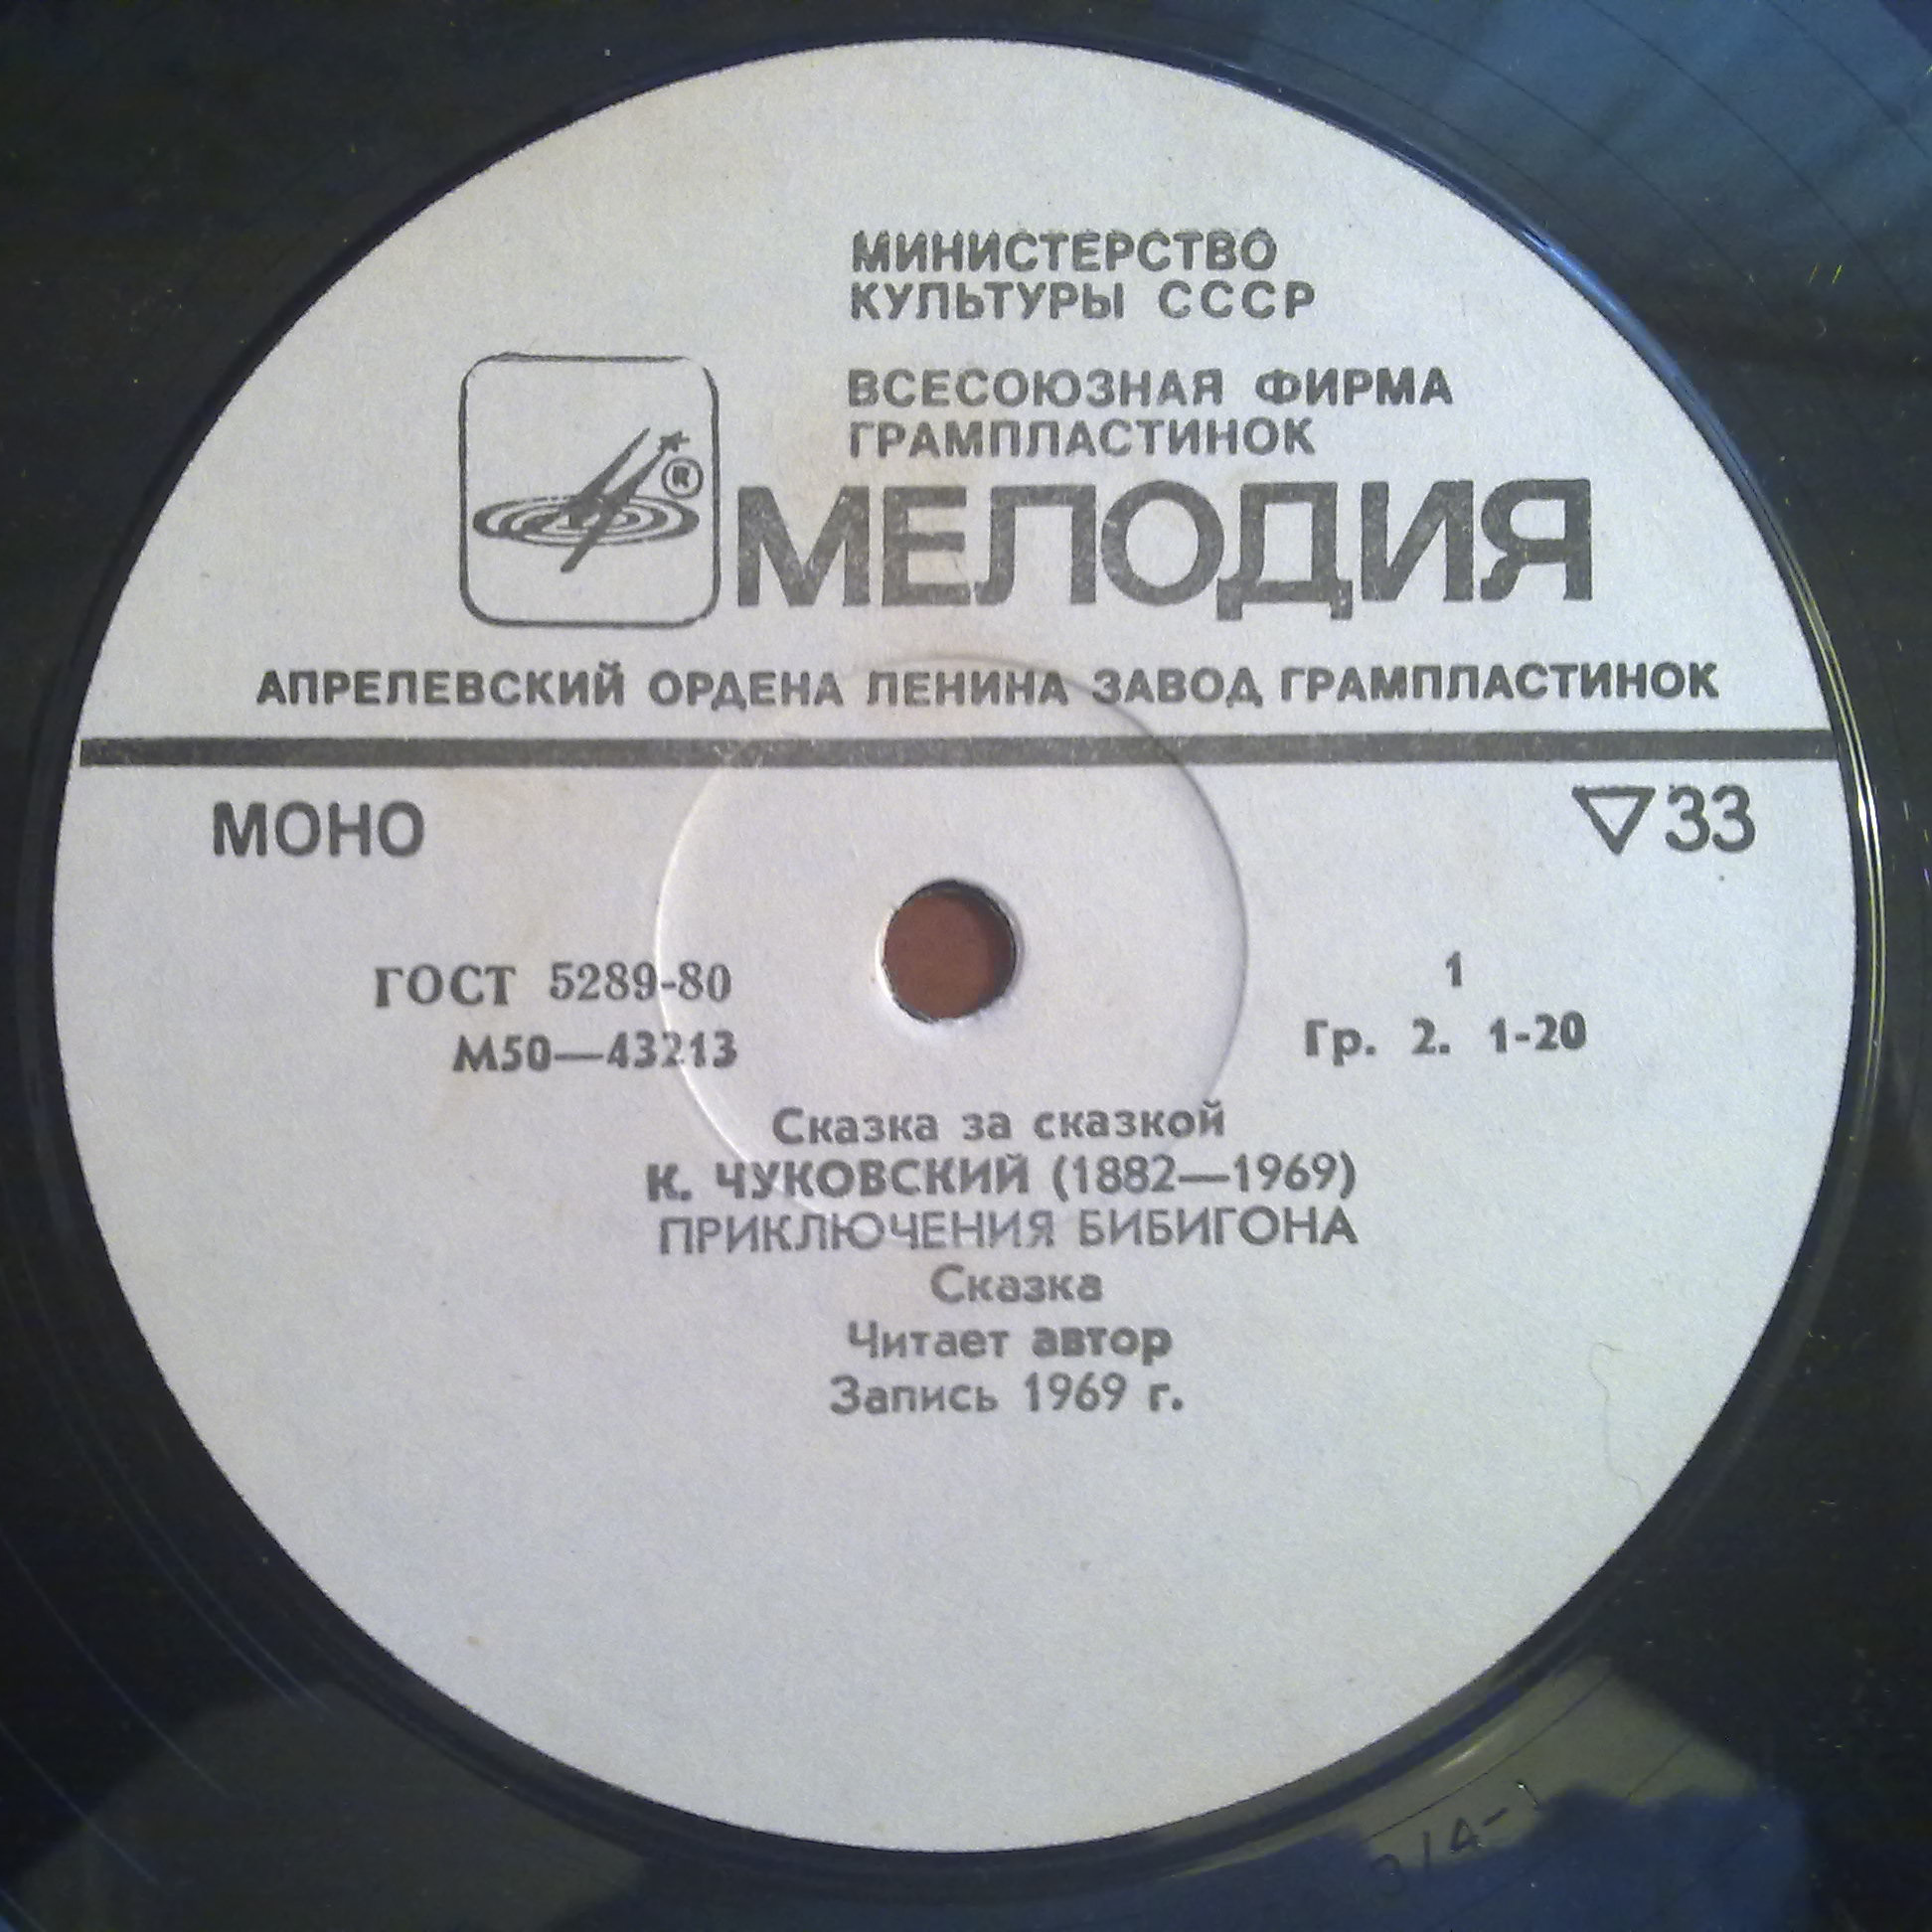 МИНИСТЕРСТВО
КУЛЬТУРЫ СССР
ВСЕСОЮЗНАЯ ФИРМА
ГРАМПЛАСТИНОК
®
МЕЛОДИЯ
АПРЕЛЕВСКИЙ ОРДЕНА ЛЕНИНА ЗАВОД ГРАМПЛАСТИНОК
МОНО
▽33
ГОСТ 5289-80
1
М50—43213
Гр. 2. 1-20
Сказка за сказкой
К. ЧУКОВСКИЙ (1882—1969)
ПРИКЛЮЧЕНИЯ БИБИГОНА
Сказка
Читает автор
Запись 1969 г.